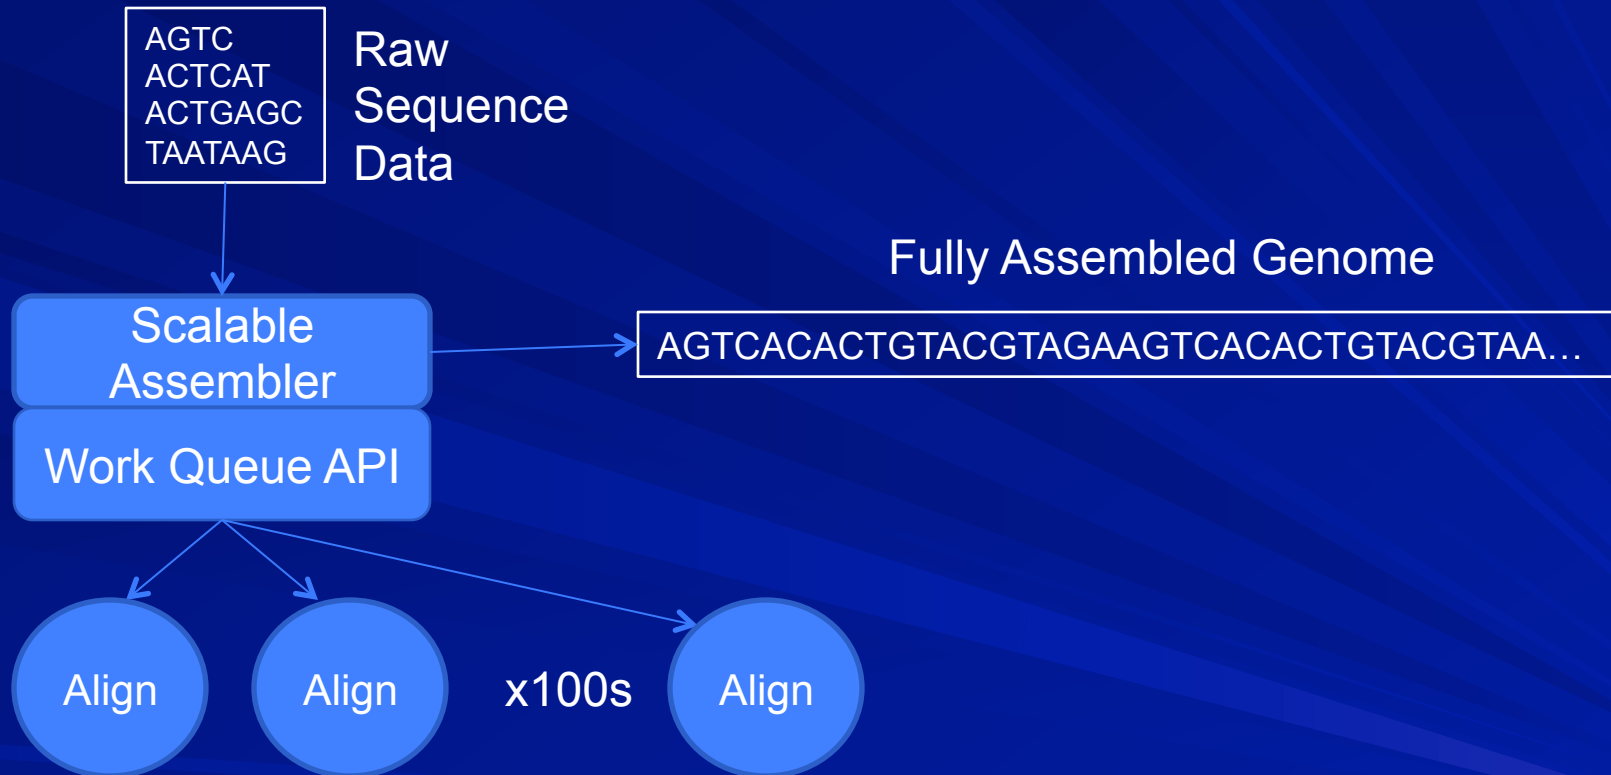 AGTC
ACTCAT
ACTGAGC
TAATAAG
Raw
Sequence
Data
Fully Assembled Genome
AGTCACACTGTACGTAGAAGTCACACTGTACGTAA…
Scalable
Assembler
Work Queue API
Align
Align
x100s
Align